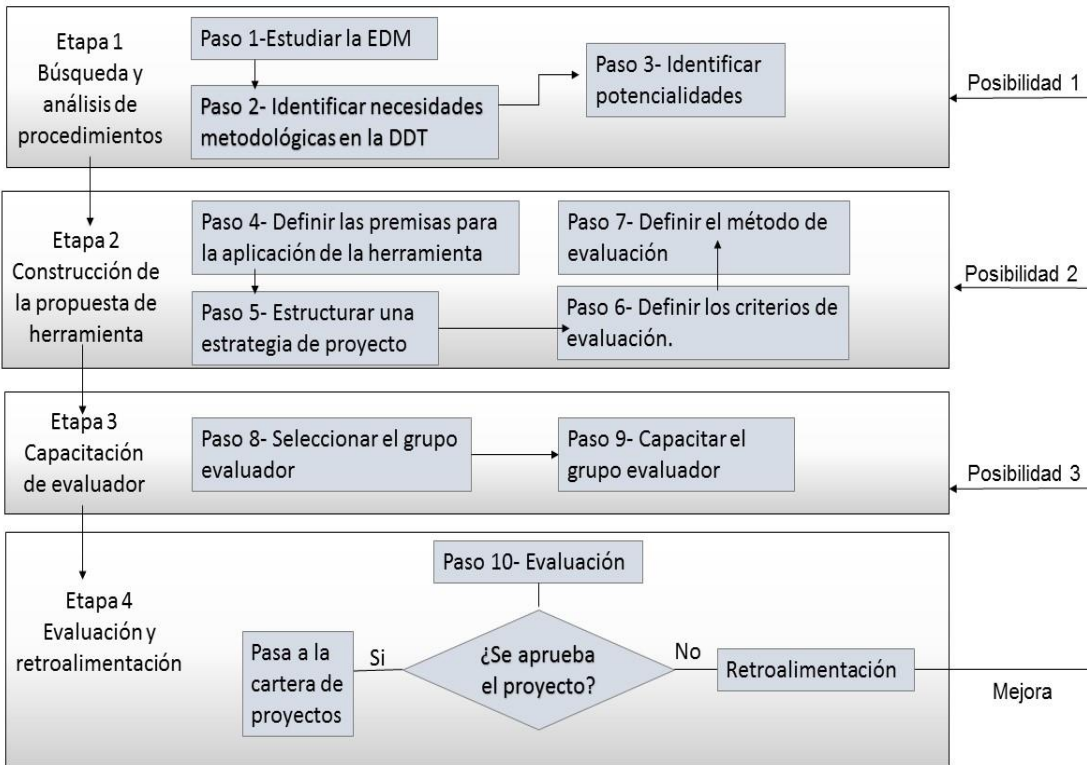 Etapa 1
Búsqueda y
análisis de
procedimientos
Paso 1-Estudiar la EDM
Paso 2- Identificar necesidades
metodológicas en la DDT
Paso 3- Identificar
potencialidades
Posibilidad 1
Etapa 2
Construcción de
la propuesta de
herramienta
Paso 4- Definir las premisas para
la aplicación de la herramienta
Paso 5- Estructurar una
estrategia de proyecto
Paso 7- Definir el método de
evaluación
Paso 6- Definir los criterios de
evaluación.
Posibilidad 2
Etapa 3
Capacitación
de evaluador
Paso 8- Seleccionar el grupo
evaluador
Paso 9- Capacitar el
grupo evaluador
Posibilidad 3
Etapa 4
Evaluación y
retroalimentación
Paso 10- Evaluación
¿Se aprueba
el proyecto?
Si
Pasa a la
cartera de
proyectos
No
Retroalimentación
Mejora